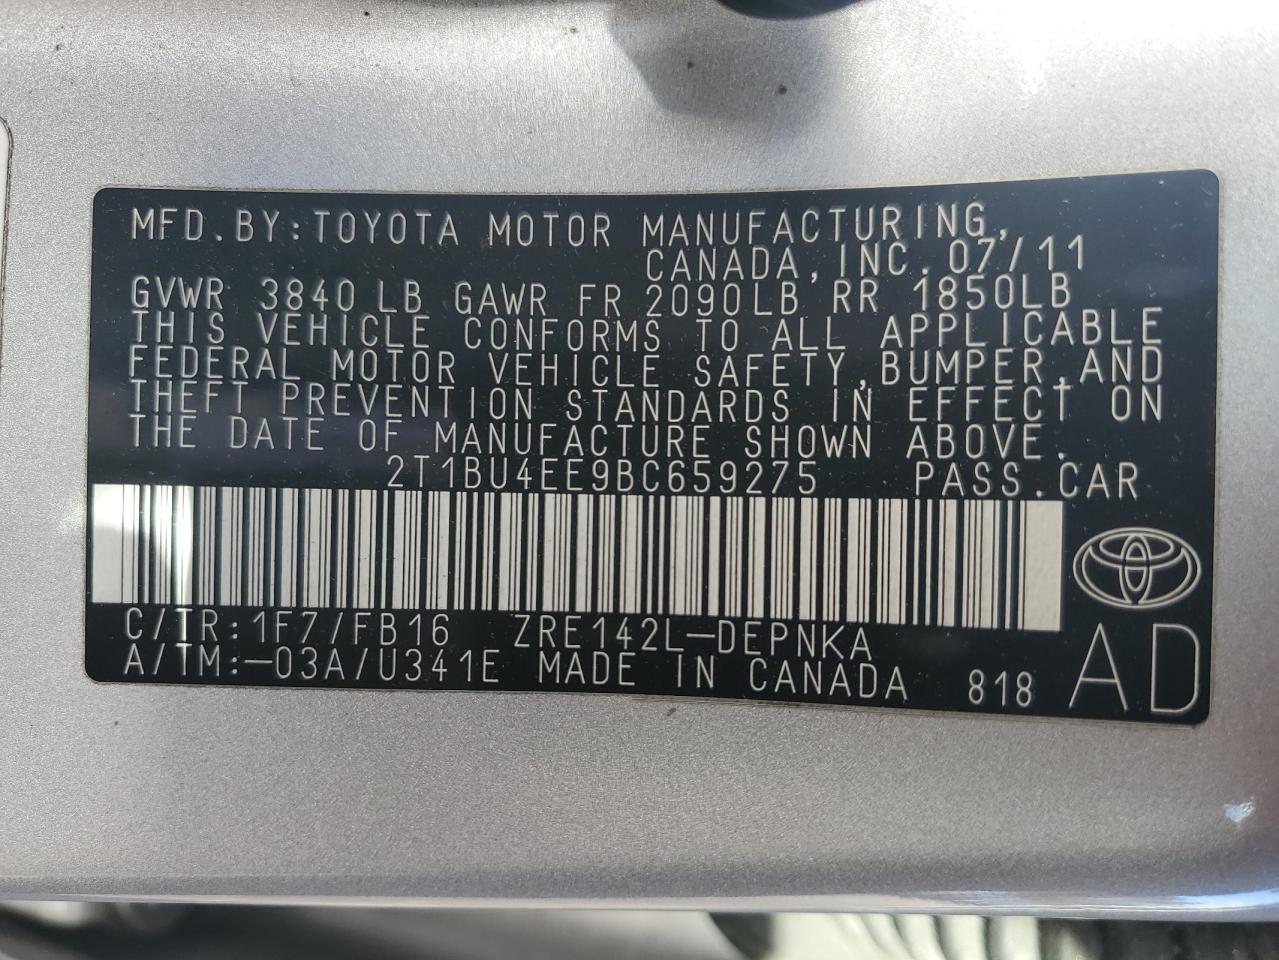 MFD.BY:TOYOTA MOTOR MANUFACTURING,
CANADA,INC. 07/11
GVWR 3840LB GAWR FR 2090LB RR 1850LB
THIS VEHICLE CONFORMS TO ALL APPLICABLE
FEDERAL MOTOR VEHICLE SAFETY,BUMPER,AND
THEFT PREVENTION STANDARDS IN EFFECT ON
THE DATE OF MANUFACTURE SHOWN ABOVE.
2T1BU4EE9BC659275 PASS.CAR
C/TR:1F7/FB16 ZRE142L-DEPNKA
A/TM:-03A/U341E MADE IN CANADA 818 AD